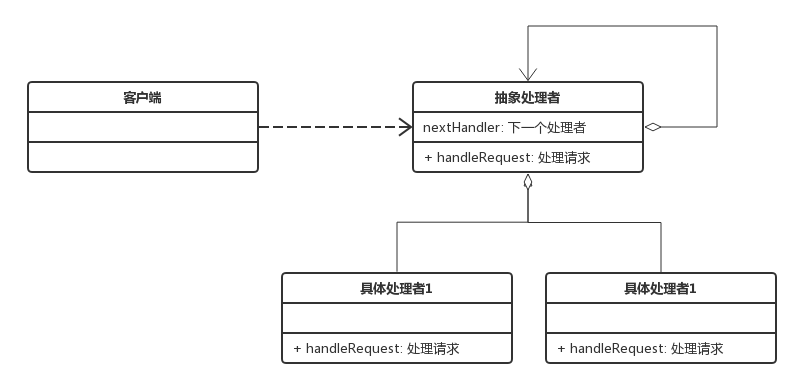 客户端
抽象处理者
nextHandler: 下一个处理者
+ handleRequest: 处理请求
具体处理者1
具体处理者1
+ handleRequest: 处理请求
+ handleRequest: 处理请求